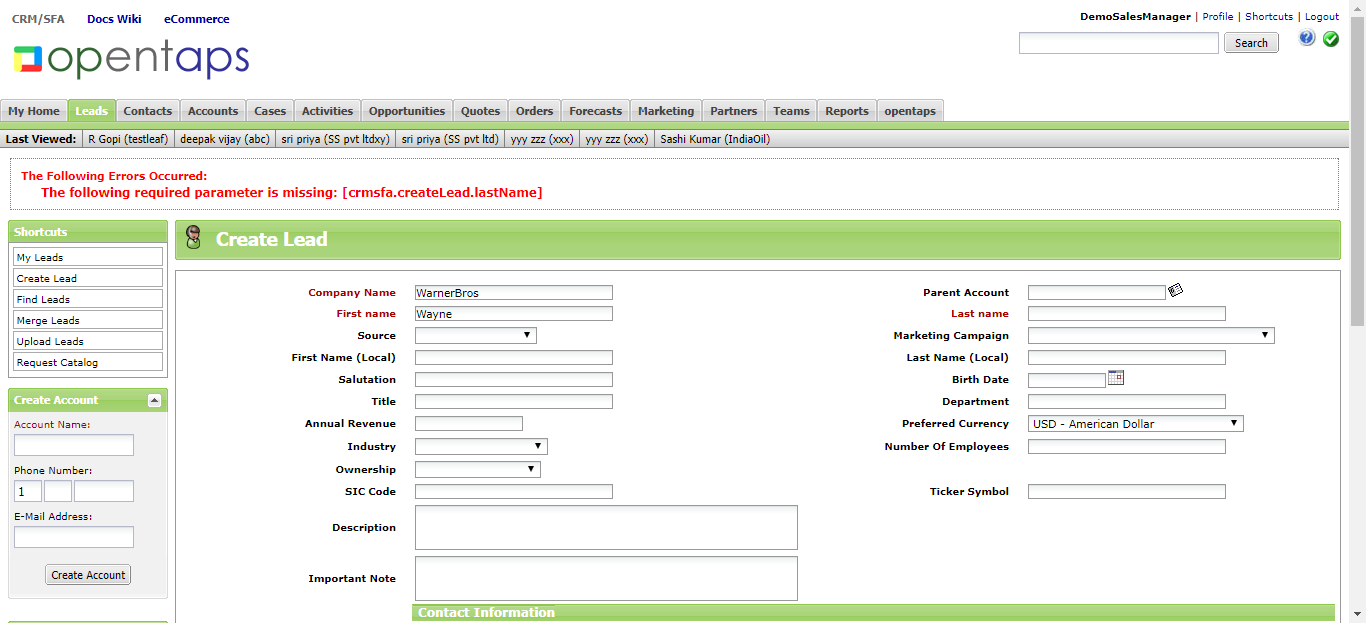 CRM/SFA Docs Wiki eCommerce
DemoSalesManager | Profile | Shortcuts | Logout
opentaps
Search
My Home Leads Contacts Accounts Cases Activities Opportunities Quotes Orders Forecasts Marketing Partners Teams Reports opentaps
Last Viewed: R Gopi (testleaf) deepak vijay (abc) sri priya (SS pvt ltdxy) sri priya (SS pvt ltd) yyy zzz (xxx) yyy zzz (xxx) Sashi Kumar (IndiaOil)
The Following Errors Occurred:
The following required parameter is missing: [crmsfa.createLead.lastName]
Shortcuts
My Leads
Create Lead
Find Leads
Merge Leads
Upload Leads
Request Catalog
Create Account
Account Name:
Phone Number:
1
E-Mail Address:
Create Account
Create Lead
Company Name WarnerBros Parent Account
First name Wayne Last name
Source Marketing Campaign
First Name (Local) Last Name (Local)
Salutation Birth Date
Title Department
Annual Revenue Preferred Currency USD - American Dollar
Industry Number Of Employees
Ownership
SIC Code Ticker Symbol
Description
Important Note
Contact Information